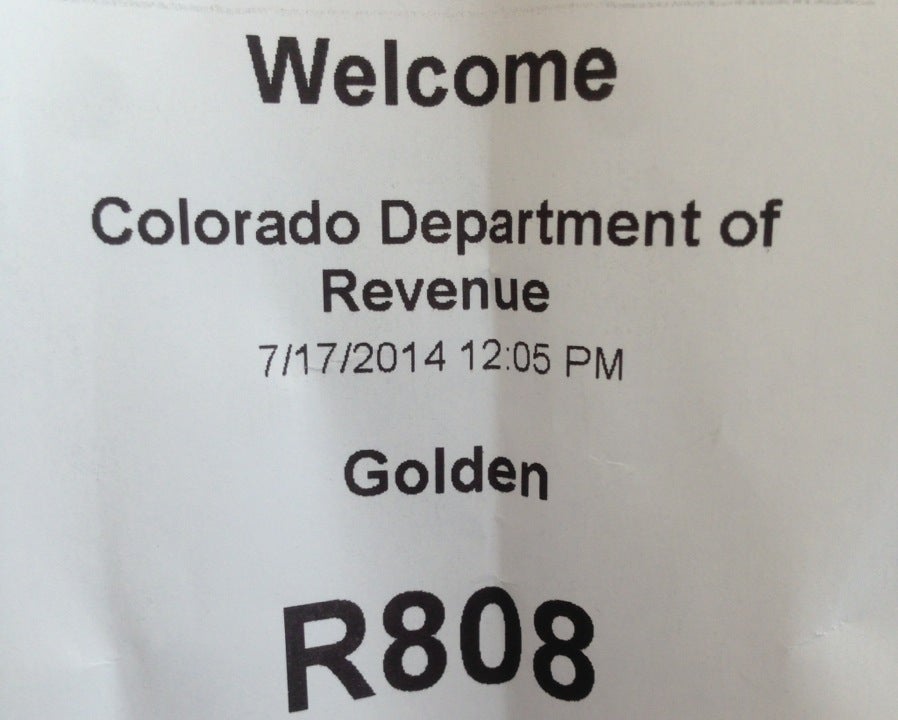 Welcome
Colorado Department of
Revenue
7/17/2014 12:05 PM
Golden
R808